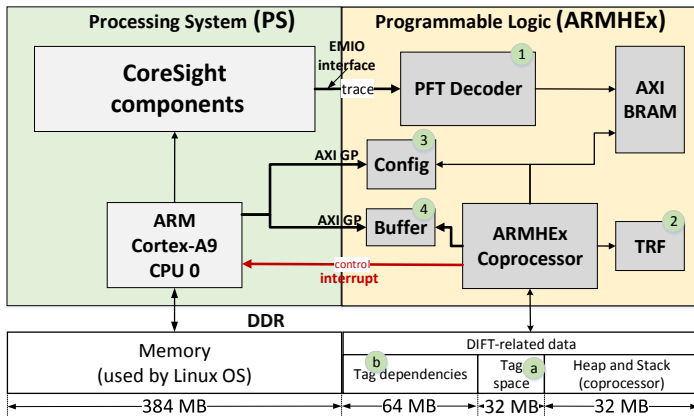 Processing System (PS)
Programmable Logic (ARMHEx)
CoreSight
components
EMIO
interface
trace
1
PFT Decoder
AXI
BRAM
3
AXI GP
Config
4
AXI GP
Buffer
ARM
Cortex-A9
CPU 0
ARMHEx
Coprocessor
2
TRF
control
interrupt
DDR
Memory
(used by Linux OS)
DIFT-related data
b
Tag dependencies
Tag
space
a
Heap and Stack
(coprocessor)
384 MB
64 MB
32 MB
32 MB